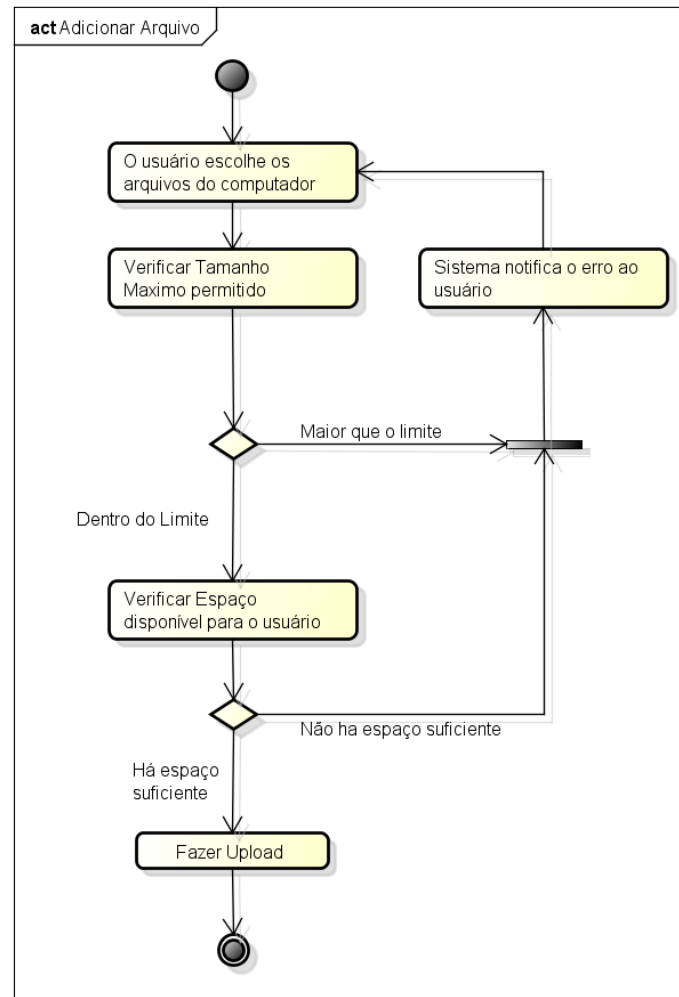 act Adicionar Arquivo
O usuário escolhe os
arquivos do computador
Verificar Tamanho
Maximo permitido
Sistema notifica o erro ao
usuário
Maior que o limite
Dentro do Limite
Verificar Espaço
disponível para o usuário
Não ha espaço suficiente
Há espaço
suficiente
Fazer Upload